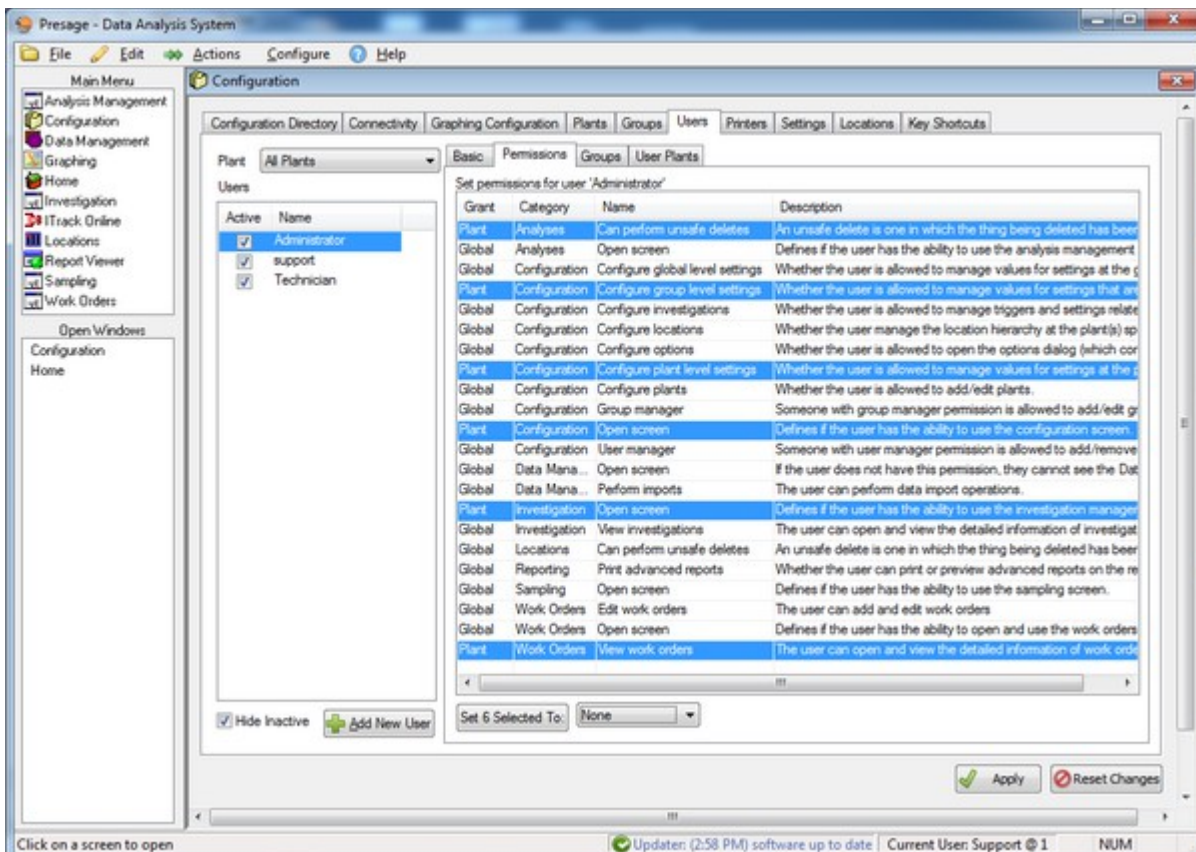 Presage - Data Analysis System
File Edit Actions Configure Help
Main Menu
Analysis Management
Configuration
Data Management
Graphing
Home
Investigation
ITrack Online
Locations
Report Viewer
Sampling
Work Orders
Open Windows
Configuration
Home
Configuration
Configuration Directory Connectivity Graphing Configuration Plants Groups Users Printers Settings Locations Key Shortcuts
Plant All Plants
Users
Active Name
Administrator
support
Technician
Hide Inactive Add New User
Basic Permissions Groups User Plants
Set permissions for user 'Administrator'
Grant Category Name Description
Plant Analyses Can perform unsafe deletes An unsafe delete is one in which the thing being deleted has been
Global Analyses Open screen Defines if the user has the ability to use the analysis management
Global Configuration Configure global level settings Whether the user is allowed to manage values for settings at the g
Plant Configuration Configure group level settings Whether the user is allowed to manage values for settings that are
Global Configuration Configure investigations Whether the user is allowed to manage triggers and settings relate
Global Configuration Configure locations Whether the user manage the location hierarchy at the plant(s) sp
Global Configuration Configure options Whether the user is allowed to open the options dialog (which con
Plant Configuration Configure plant level settings Whether the user is allowed to manage values for settings at the p
Global Configuration Configure plants Whether the user is allowed to add/edit plants.
Global Configuration Group manager Someone with group manager permission is allowed to add/edit gr
Plant Configuration Open screen Defines if the user has the ability to use the configuration screen.
Global Configuration User manager Someone with user manager permission is allowed to add/remove
Global Data Mana... Open screen If the user does not have this permission, they cannot see the Dat
Global Data Mana... Perform imports The user can perform data import operations.
Plant Investigation Open screen Defines if the user has the ability to use the investigation manager
Global Investigation View investigations The user can open and view the detailed information of investigat
Global Locations Can perform unsafe deletes An unsafe delete is one in which the thing being deleted has been
Global Reporting Print advanced reports Whether the user can print or preview advanced reports on the re
Global Sampling Open screen Defines if the user has the ability to use the sampling screen.
Global Work Orders Edit work orders The user can add and edit work orders
Global Work Orders Open screen Defines if the user has the ability to open and use the work orders
Plant Work Orders View work orders The user can open and view the detailed information of work orde
Set 6 Selected To: None
Apply Reset Changes
Click on a screen to open Updater: (2:58 PM) software up to date Current User: Support @ 1 NUM